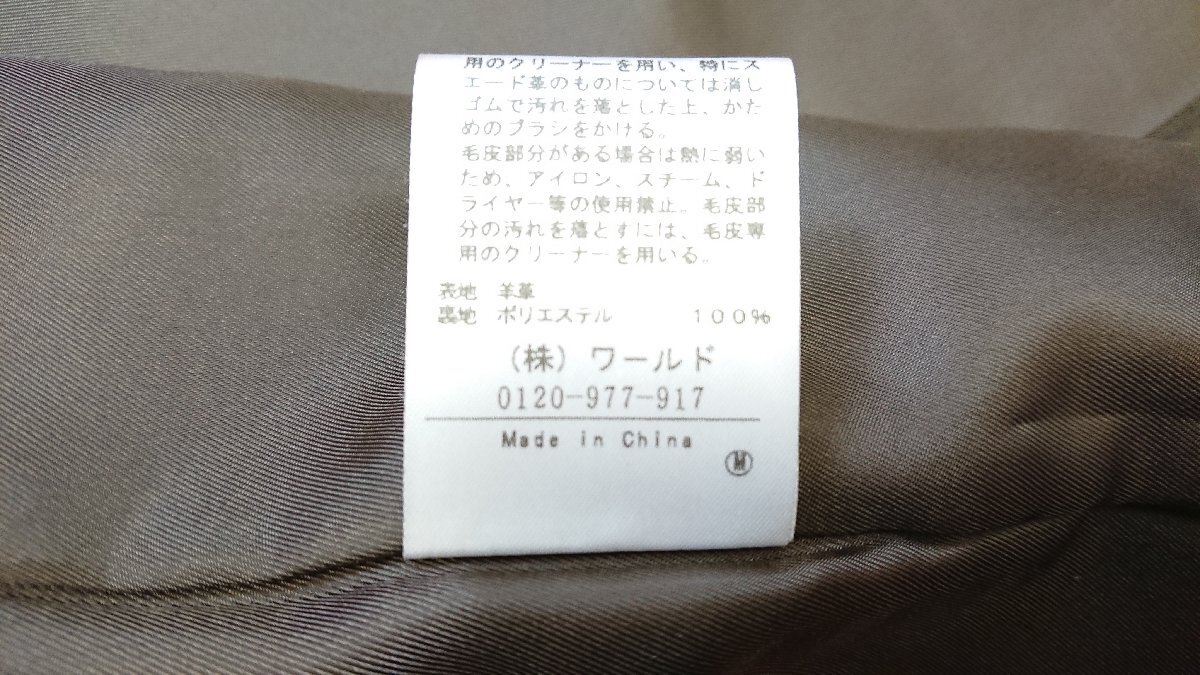 用のクリーナーを用い、特にス
エード革のものについては消し
ゴムで汚れを落とした上、かた
めのブラシをかける。
毛皮部分がある場合は熱に弱い
ため、アイロン、スチーム、ド
ライヤー等の使用禁止。毛皮部
分の汚れを落とすには、毛皮専
用のクリーナーを用いる。
表地 羊革
裏地 ポリエステル 100%
(株)ワールド
0120-977-917
Made in China
Ⓜ